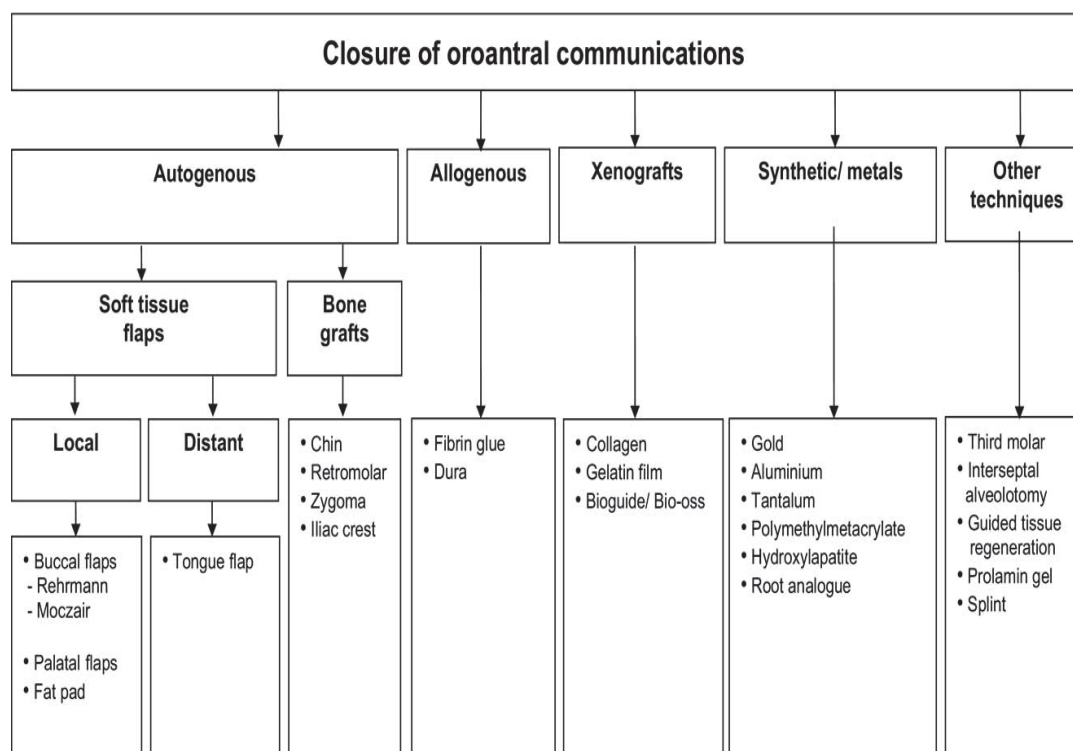 Closure of oroantral communications
Autogenous
Allogenous
Xenografts
Synthetic/ metals
Other
techniques
Soft tissue
flaps
Bone
grafts
Local
Distant
• Buccal flaps
- Rehrmann
- Moczair
• Palatal flaps
• Fat pad
• Tongue flap
• Chin
• Retromolar
• Zygoma
• Iliac crest
• Fibrin glue
• Dura
• Collagen
• Gelatin film
• Bioguide/ Bio-oss
• Gold
• Aluminium
• Tantalum
• Polymethylmetacrylate
• Hydroxylapatite
• Root analogue
• Third molar
• Interseptal
alveolotomy
• Guided tissue
regeneration
• Prolamin gel
• Splint